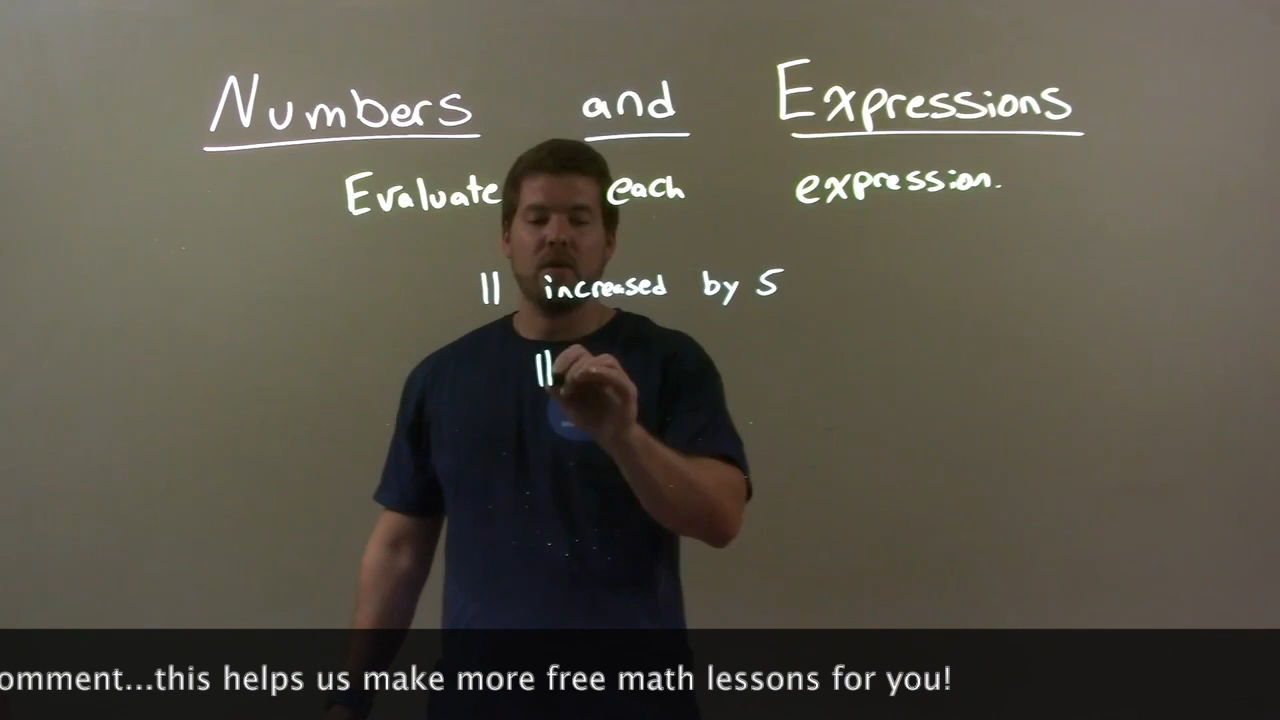 Numbers and Expressions
Evaluate each expression.
11 increased by 5
11
omment...this helps us make more free math lessons for you!